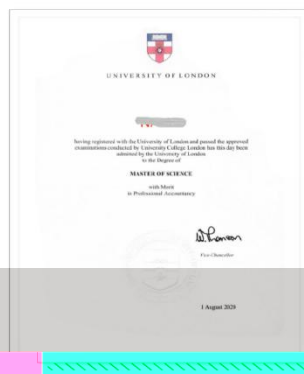 UNIVERSITY OF LONDON
having registered with the University of London and passed the approved
examinations conducted by University College London has this day been
admitted by the University of London
to the Degree of
MASTER OF SCIENCE
with Merit
in Professional Accountancy
Vice-Chancellor
1 August 2024